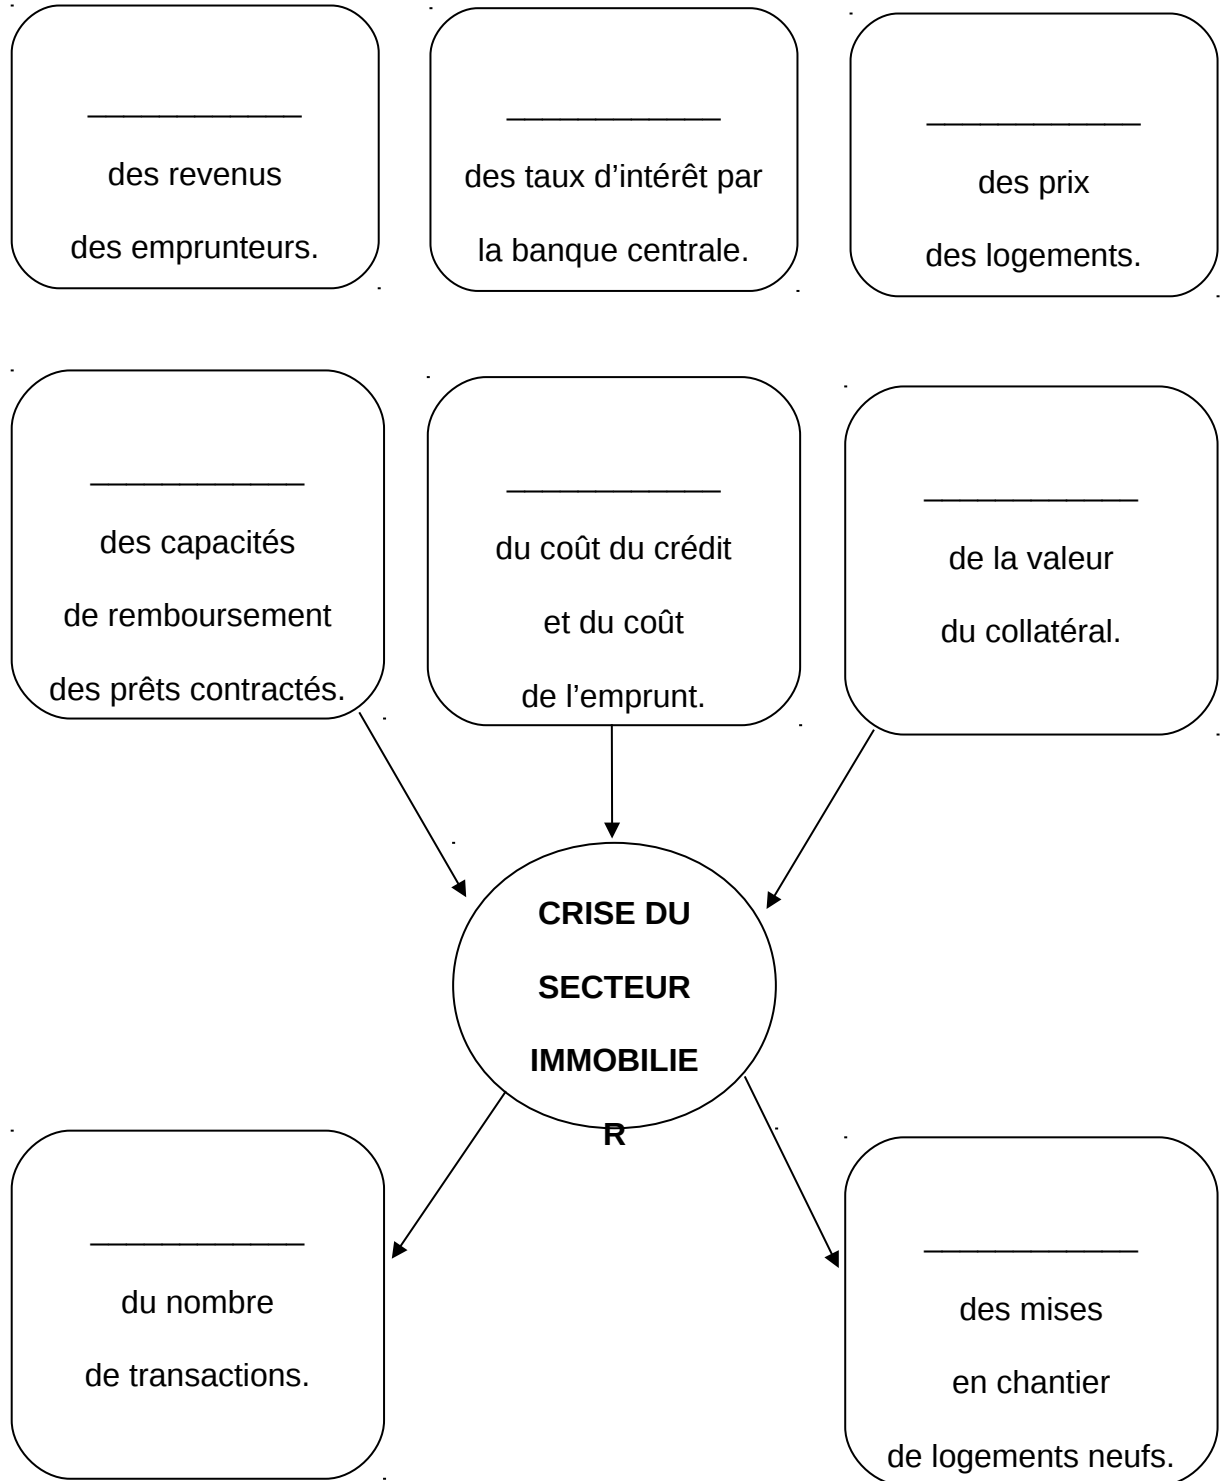 ____________
des revenus
des emprunteurs.
____________
des taux d’intérêt par
la banque centrale.
____________
des prix
des logements.
____________
des capacités
de remboursement
des prêts contractés.
____________
du coût du crédit
et du coût
de l’emprunt.
____________
de la valeur
du collatéral.
CRISE DU
SECTEUR
IMMOBILIE
R
____________
du nombre
de transactions.
____________
des mises
en chantier
de logements neufs.